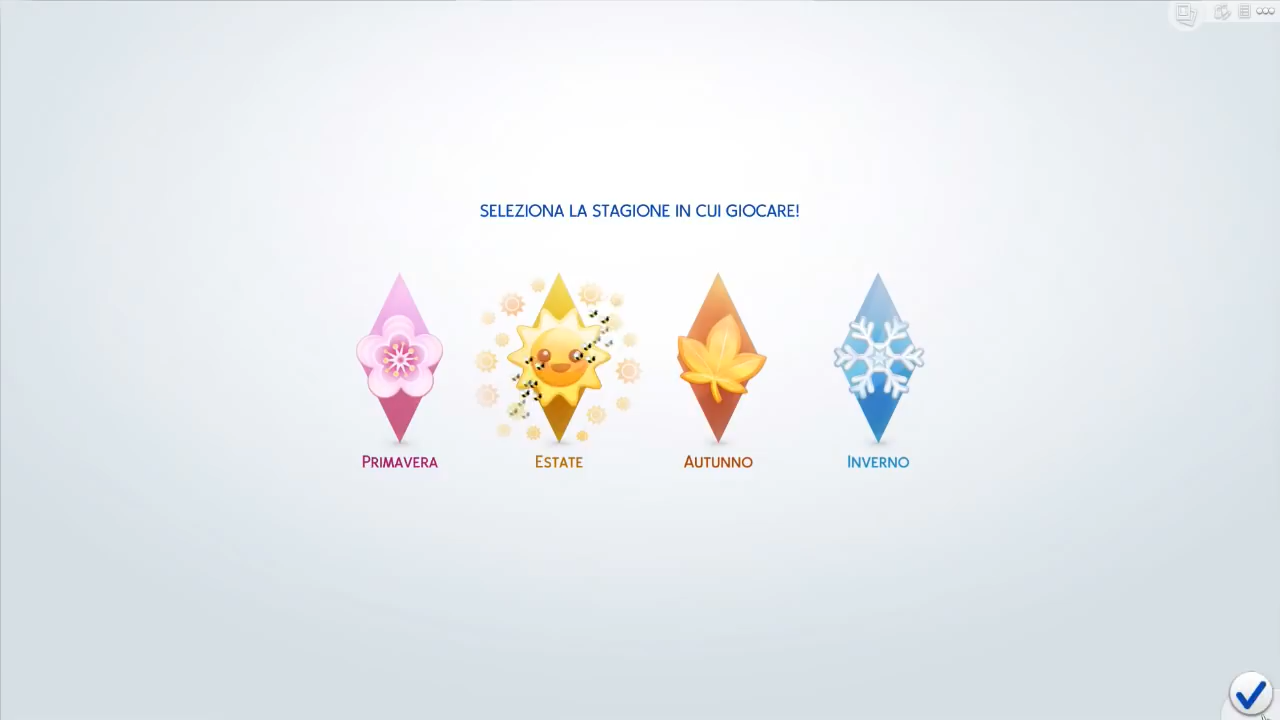 SELEZIONA LA STAGIONE IN CUI GIOCARE!
PRIMAVERA
ESTATE
AUTUNNO
INVERNO